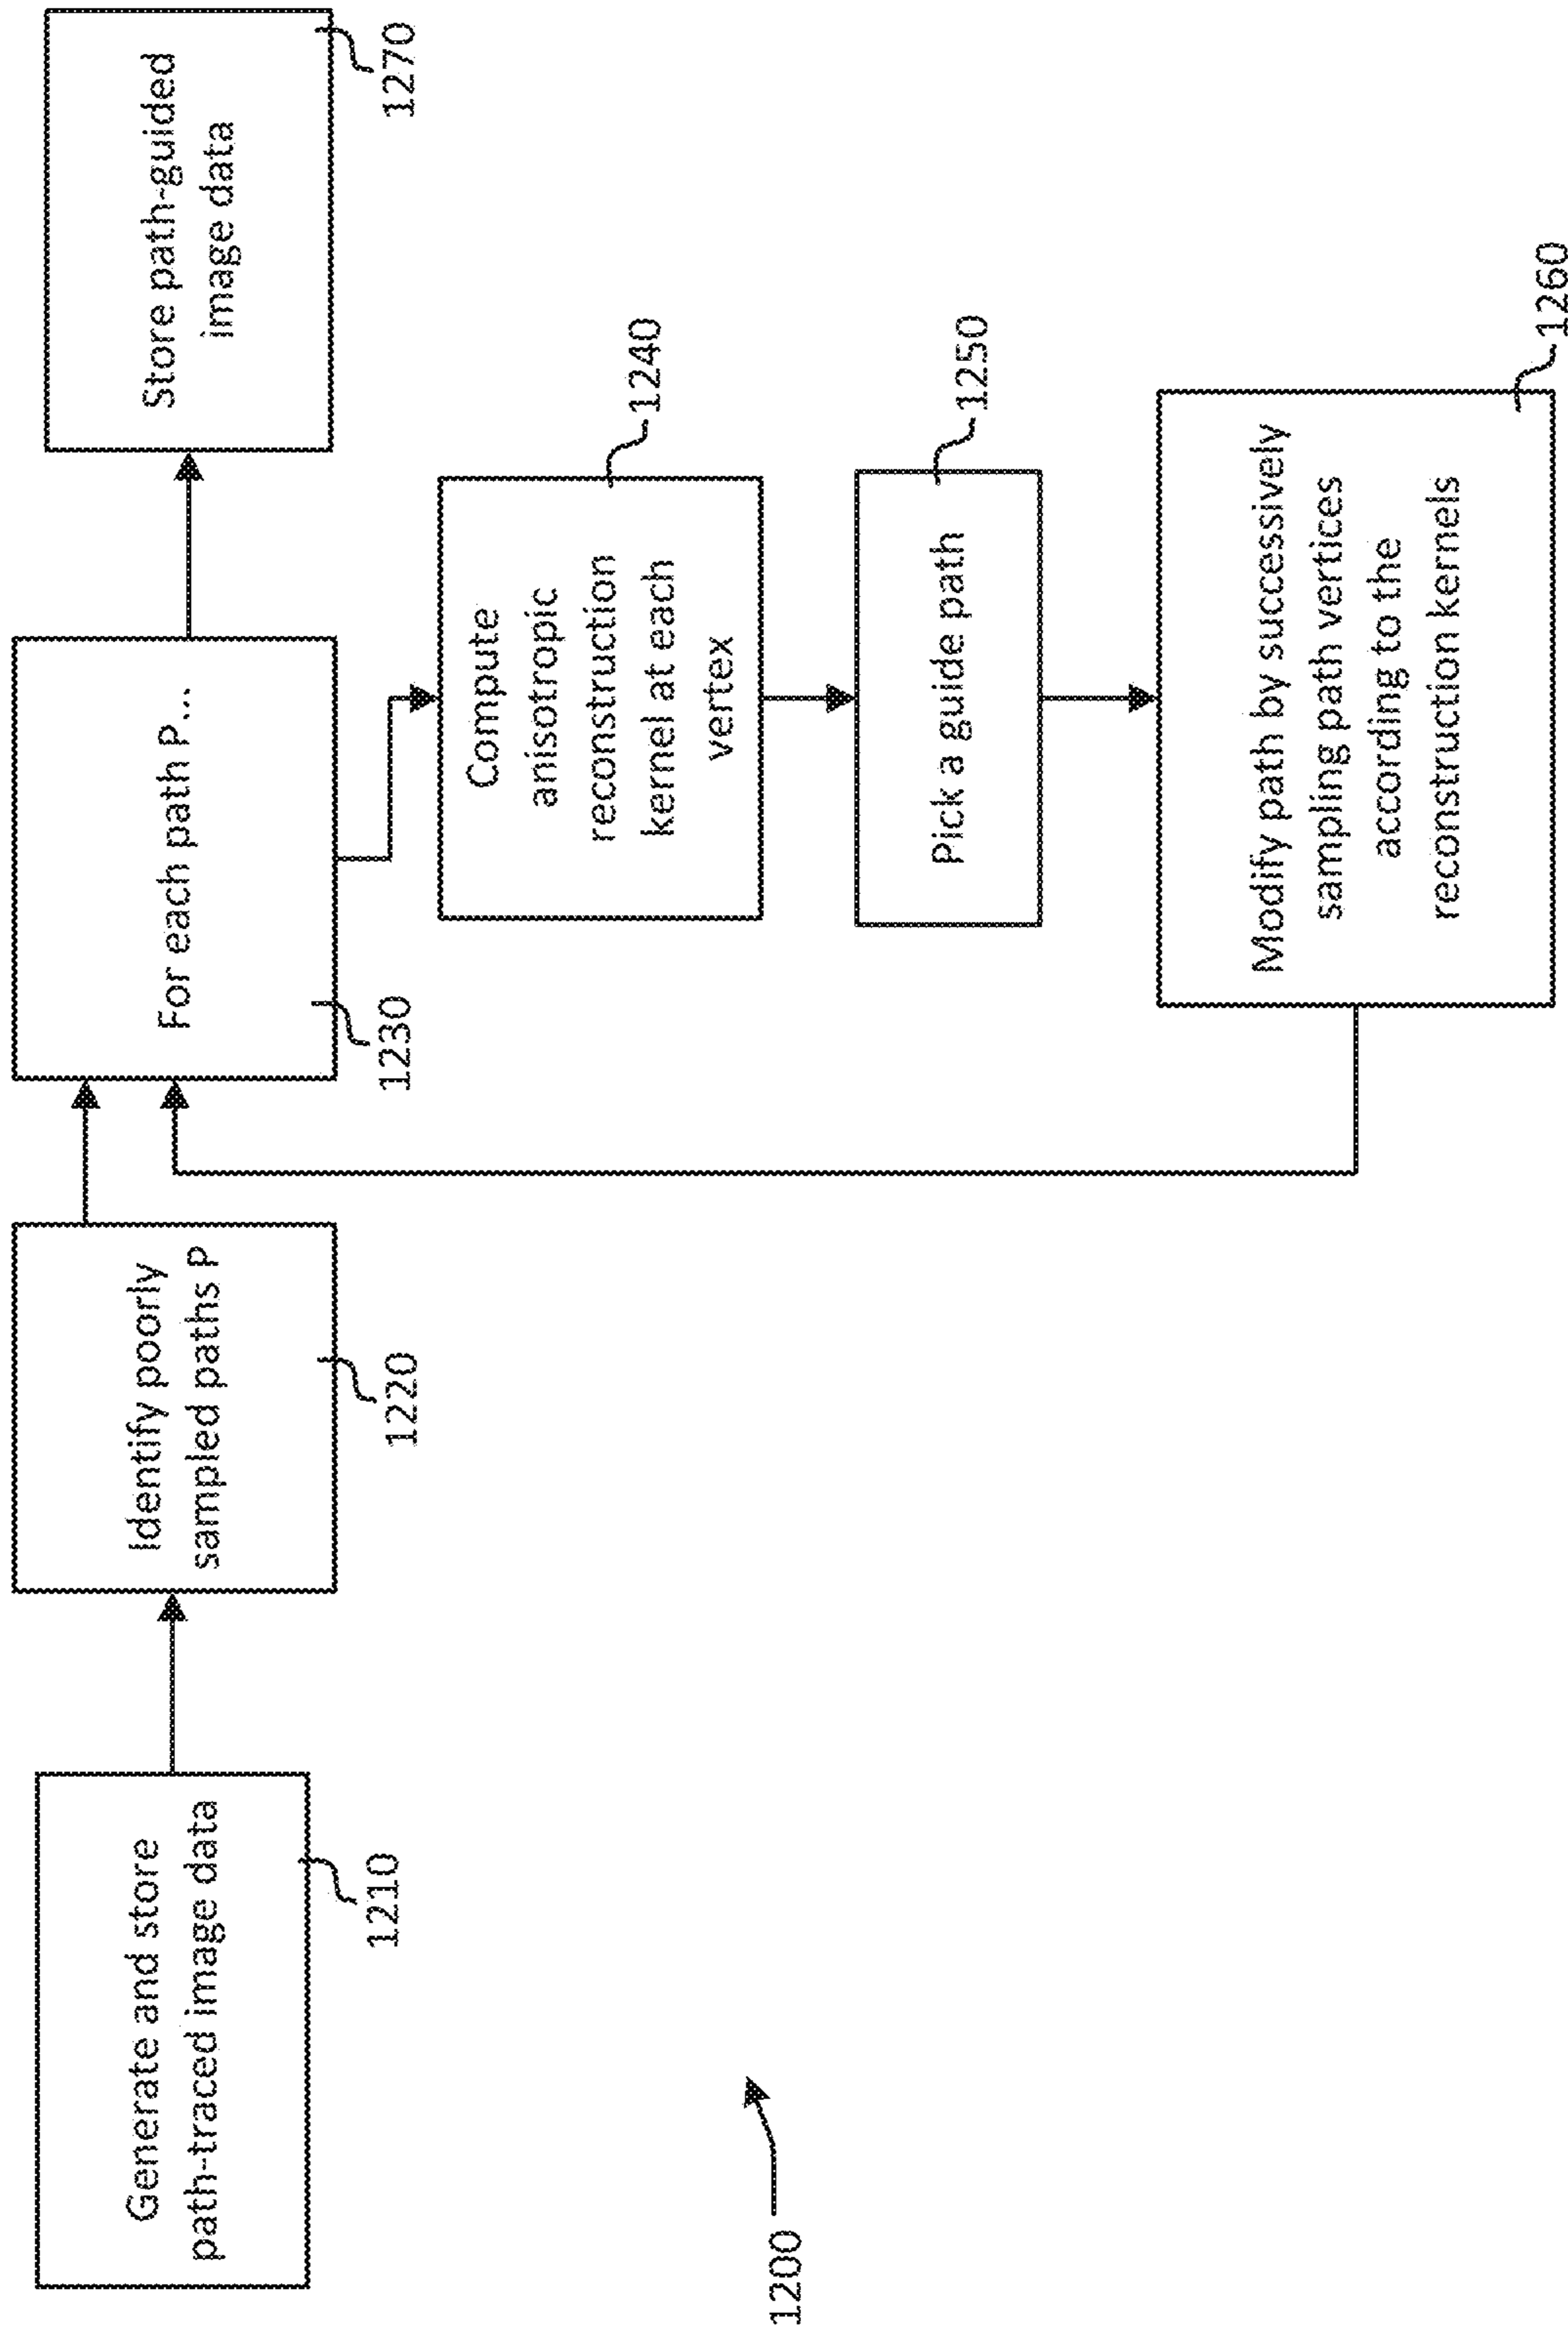 Generate and store
path-traced image data
1210
Identify poorly
sampled paths P
1220
For each path P...
1230
Store path-guided
image data
1270
Compute
anisotropic
reconstruction
kernel at each
vertex
1240
Pick a guide path
1250
Modify path by successively
sampling path vertices
according to the
reconstruction kernels
1260
1200